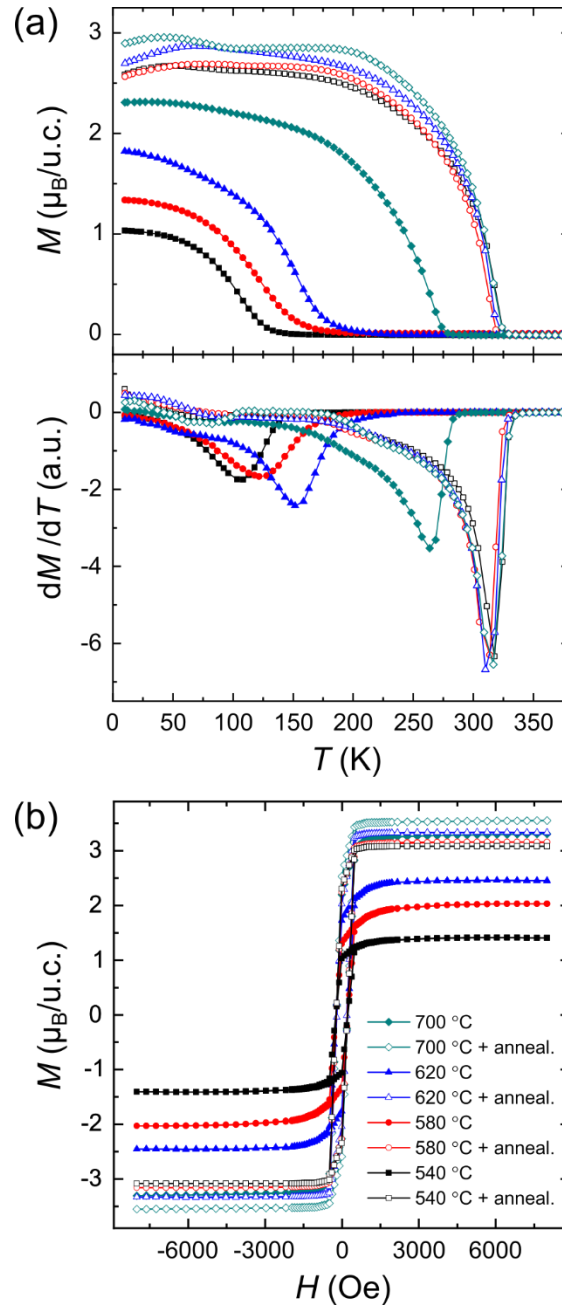 (a)
3
2
1
0
M (μB/u.c.)
0
-2
-4
-6
dM/dT (a.u.)
0 50 100 150 200 250 300 350
T (K)
(b)
3
2
1
0
-1
-2
-3
M (μB/u.c.)
700 °C
700 °C + anneal.
620 °C
620 °C + anneal.
580 °C
580 °C + anneal.
540 °C
540 °C + anneal.
-6000 -3000 0 3000 6000
H (Oe)